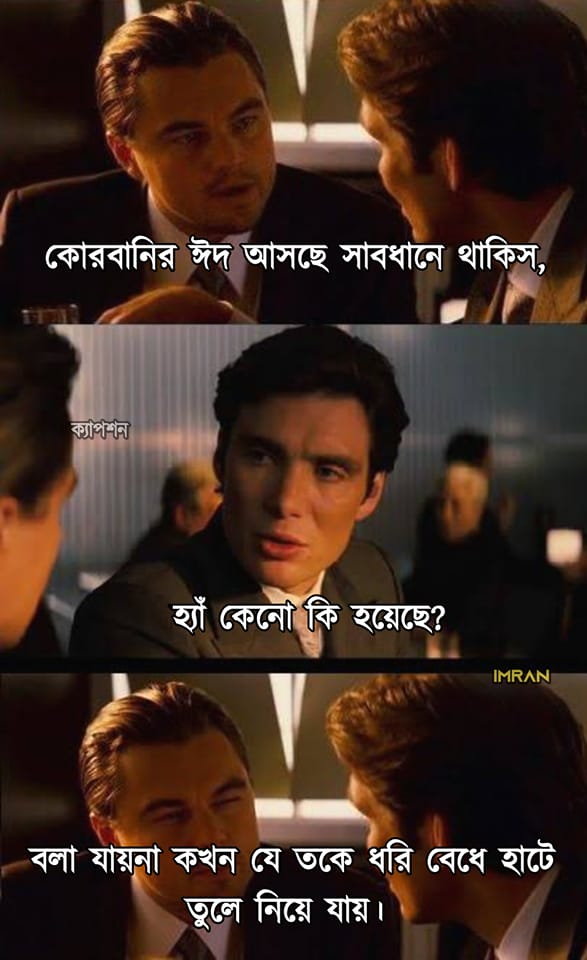 কোরবানির ঈদ আসছে সাবধানে থাকিস,
ক্যাপশন
হ্যাঁ কেনো কি হয়েছে?
IMRAN
বলা যায়না কখন যে তকে ধরি বেধে হাটে
তুলে নিয়ে যায়।